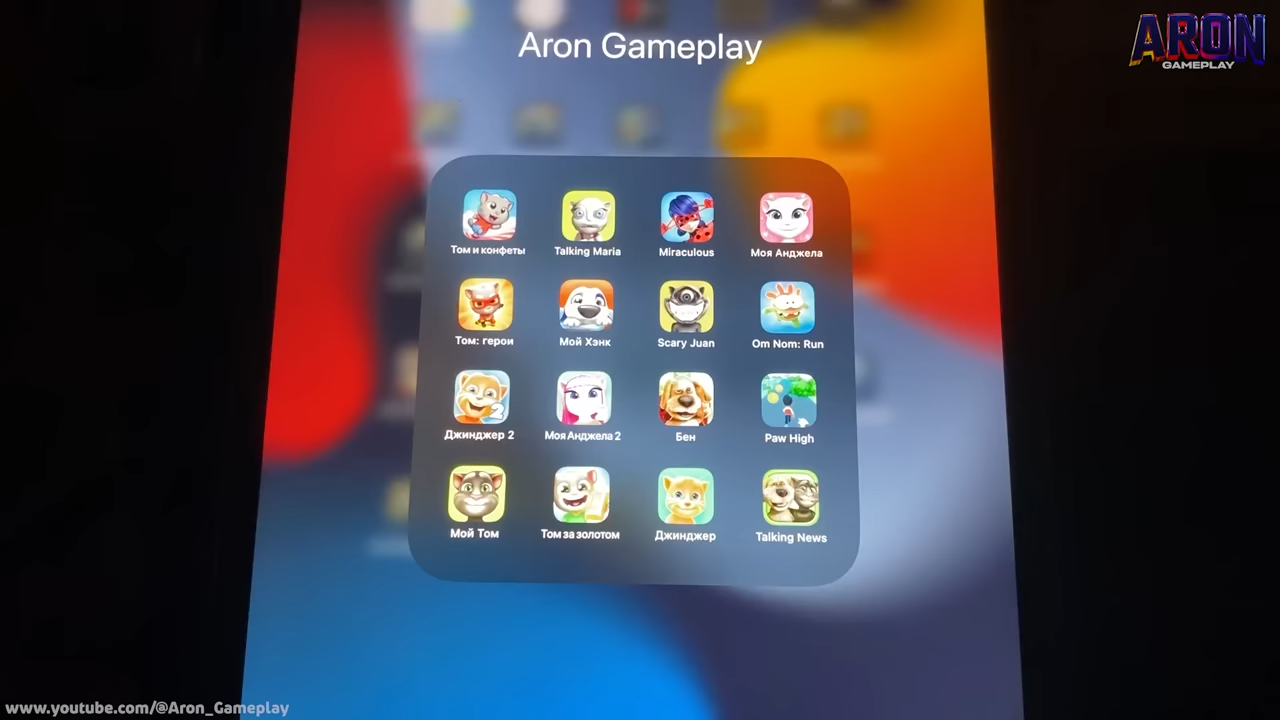 Aron Gameplay
ARON
GAMEPLAY
Том и конфеты
Talking Maria
Miraculous
Моя Анджела
Том: герои
Мой Хэнк
Scary Juan
Om Nom: Run
Джинджер 2
Моя Анджела 2
Бен
Paw High
Мой Том
Том за золотом
Джинджер
Talking News
www.youtube.com/@Aron_Gameplay